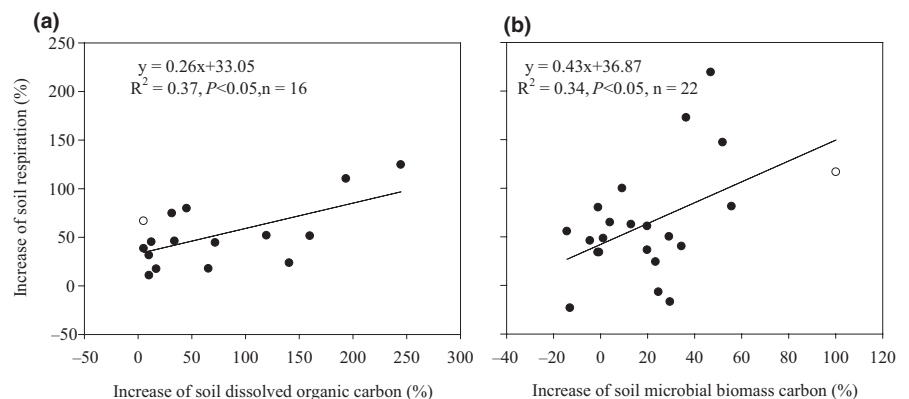 (a)
(b)
y = 0.26x+33.05
R² = 0.37, P<0.05,n = 16
y = 0.43x+36.87
R² = 0.34, P<0.05, n = 22
Increase of soil respiration (%)
250
200
150
100
50
0
–50
–50 0 50 100 150 200 250 300
–40 –20 0 20 40 60 80 100 120
Increase of soil dissolved organic carbon (%)
Increase of soil microbial biomass carbon (%)